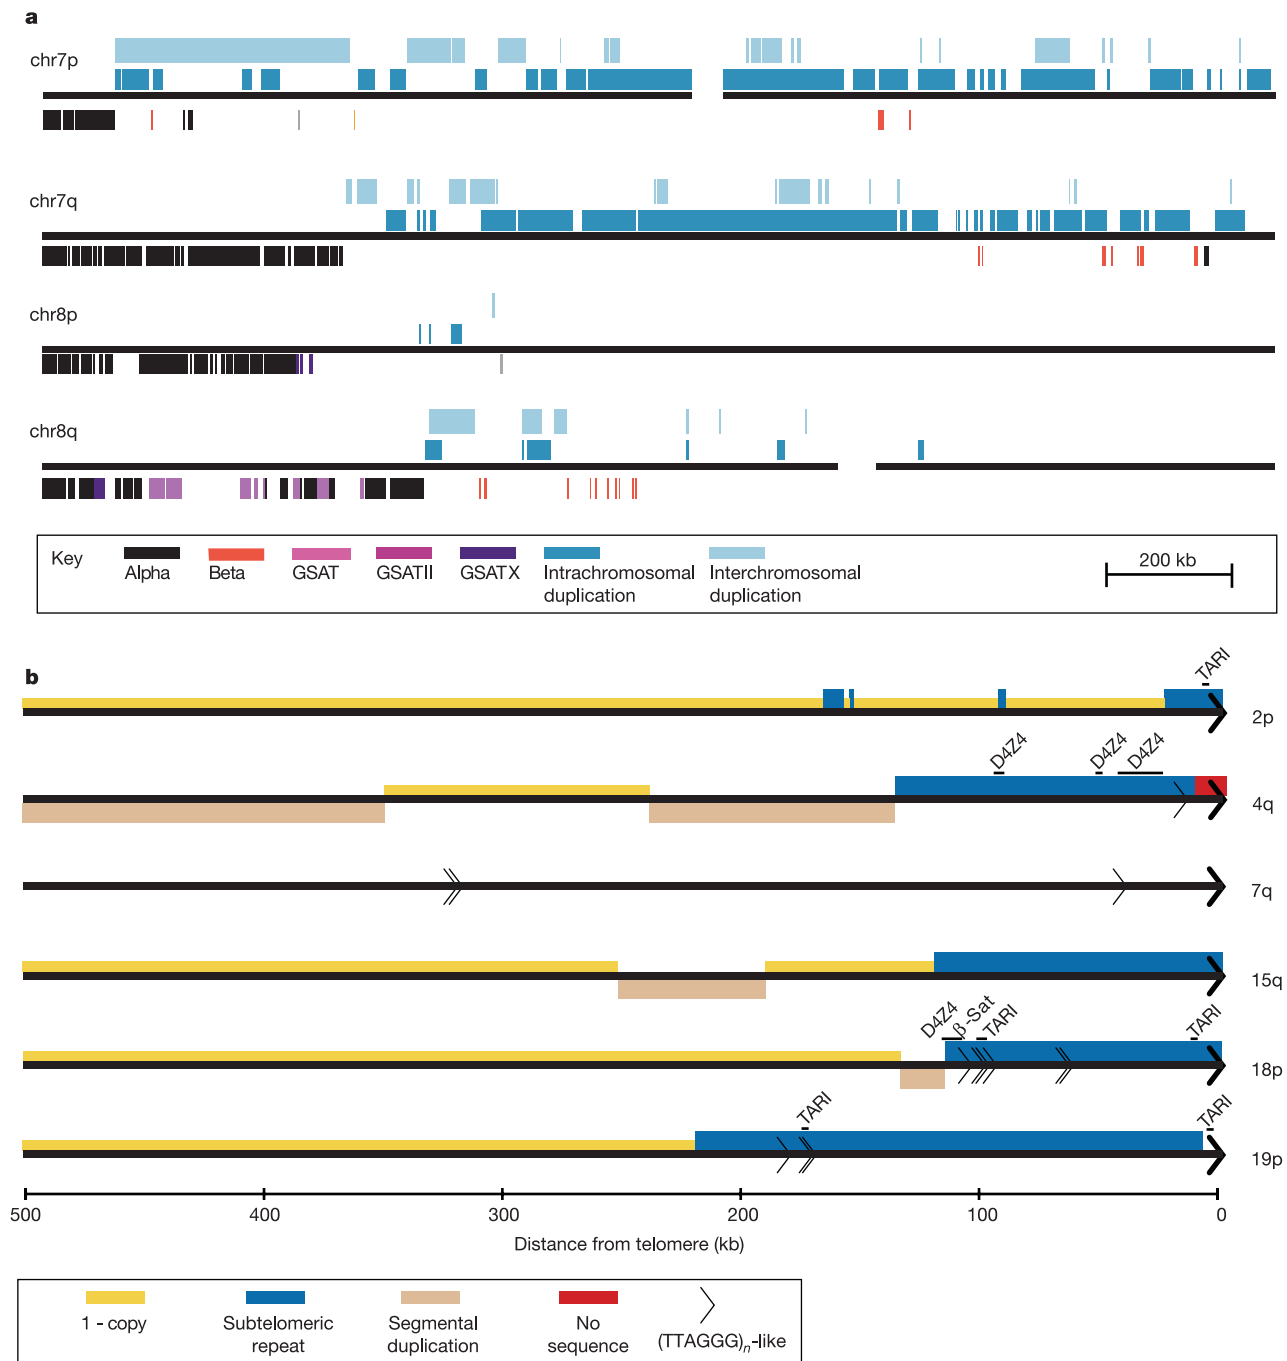 a
chr7p
chr7q
chr8p
chr8q
Key
Alpha
Beta
GSAT
GSATII
GSATX
Intrachromosomal
duplication
Interchromosomal
duplication
200 kb
b
TARI
2p
D4Z4
D4Z4
D4Z4
4q
7q
15q
D4Z4
β-Sat
TARI
TARI
18p
TARI
TARI
19p
500
400
300
200
100
0
Distance from telomere (kb)
1 - copy
Subtelomeric
repeat
Segmental
duplication
No
sequence
(TTAGGG)n-like